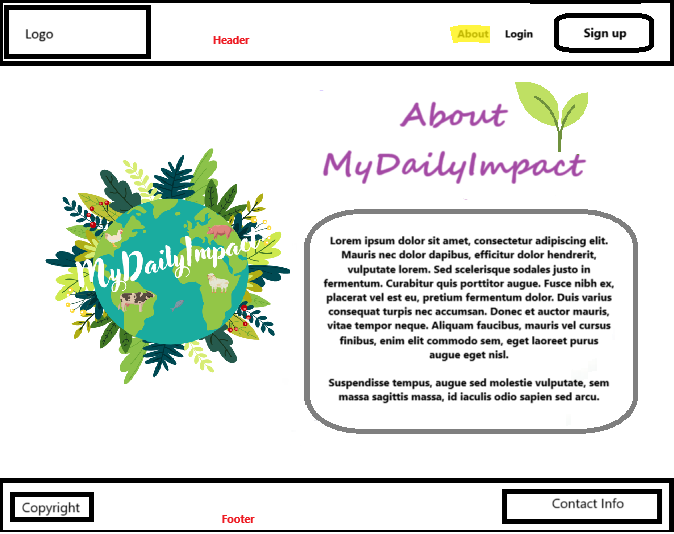 Logo
Header
About
Login
Sign up
About
MyDailyImpact
MyDailyImpact
Lorem ipsum dolor sit amet, consectetur adipiscing elit.
Mauris nec dolor dapibus, efficitur dolor hendrerit,
vulputate lorem. Sed scelerisque sodales justo in
fermentum. Curabitur quis porttitor augue. Fusce nibh ex,
placerat vel est eu, pretium fermentum dolor. Duis varius
consequat turpis nec accumsan. Donec et auctor mauris,
vitae tempor neque. Aliquam faucibus, mauris vel cursus
finibus, enim elit commodo sem, eget laoreet purus
augue eget nisl.
Suspendisse tempus, augue sed molestie vulputate, sem
massa sagittis massa, id iaculis odio sapien sed arcu.
Copyright
Footer
Contact Info